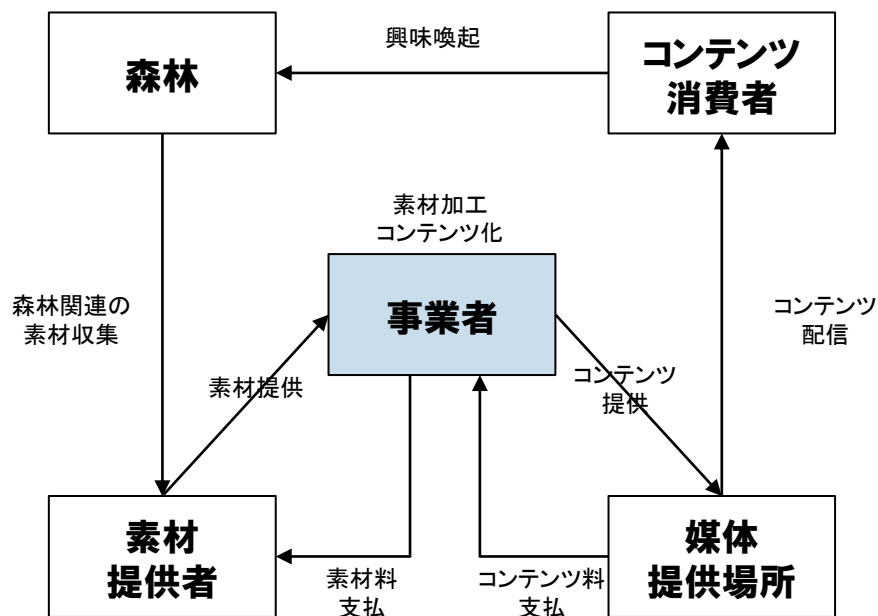 興味喚起
森林
コンテンツ
消費者
素材加工
コンテンツ化
事業者
森林関連の
素材収集
コンテンツ
配信
素材提供
コンテンツ
提供
素材
提供者
素材料
支払
コンテンツ料
支払
媒体
提供場所